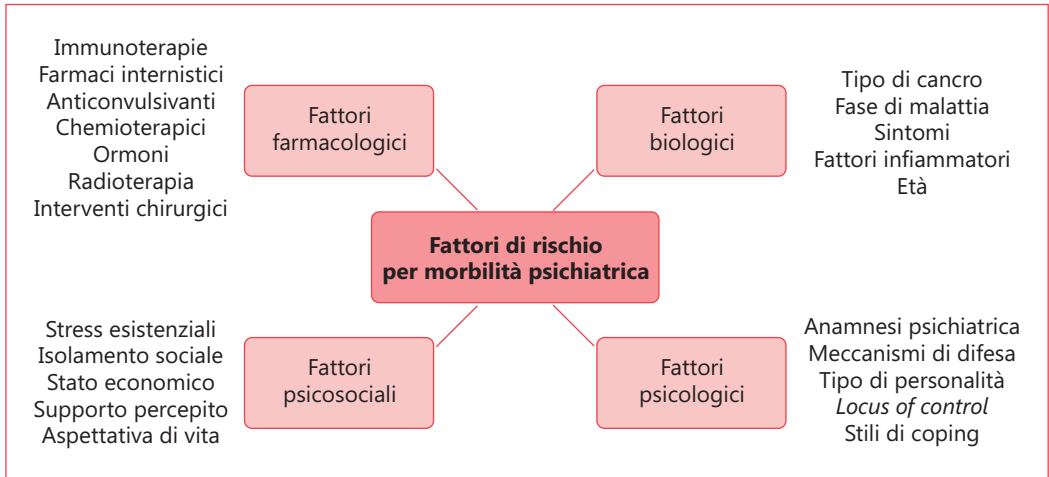 Immunoterapie
Farmaci internistici
Anticonvulsivanti
Chemioterapici
Ormoni
Radioterapia
Interventi chirurgici
Fattori
farmacologici
Fattori
biologici
Tipo di cancro
Fase di malattia
Sintomi
Fattori infiammatori
Età
Fattori di rischio
per morbilità psichiatrica
Stress esistenziali
Isolamento sociale
Stato economico
Supporto percepito
Aspettativa di vita
Fattori
psicosociali
Fattori
psicologici
Anamnesi psichiatrica
Meccanismi di difesa
Tipo di personalità
Locus of control
Stili di coping